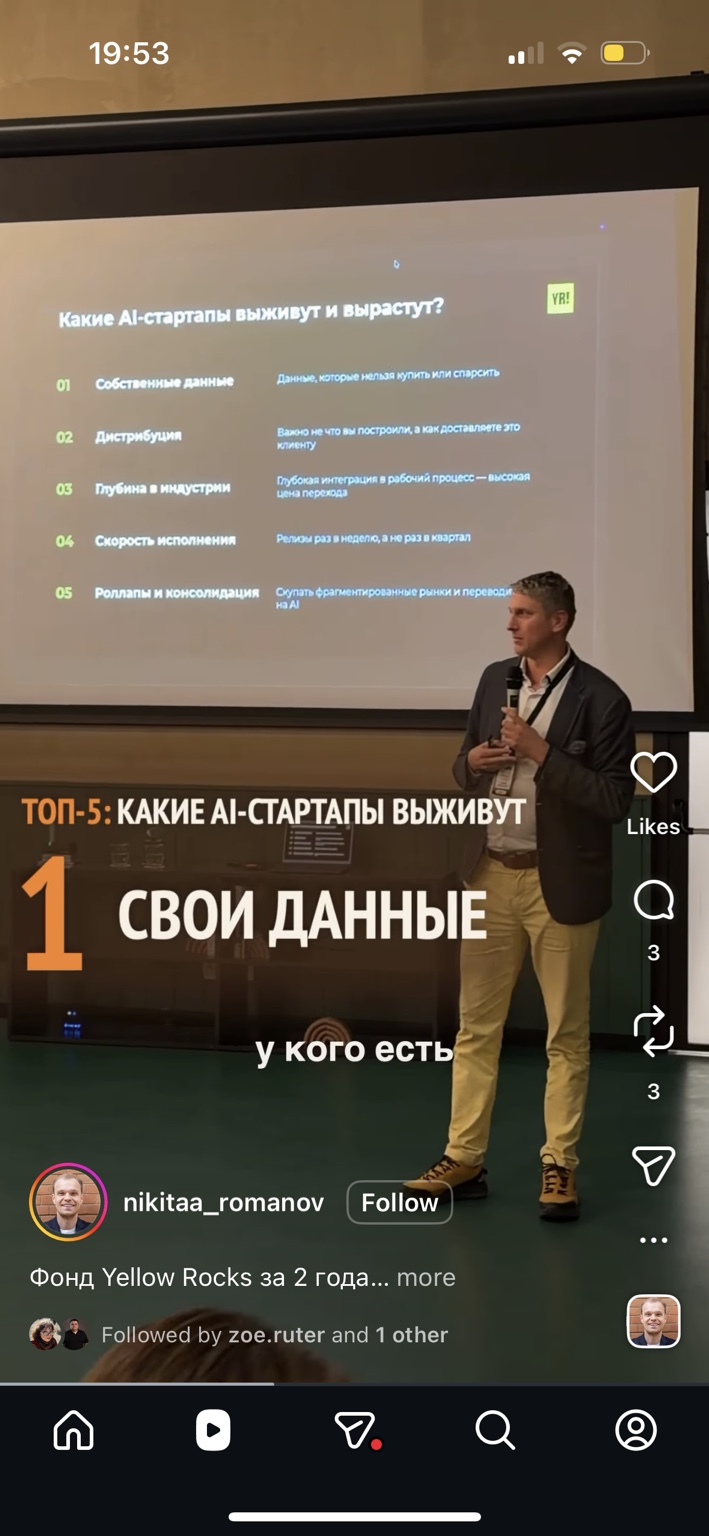 19:53
Какие AI-стартапы выживут и вырастут?
YR!
01 Собственные данные Данные, которые нельзя купить или спарсить
02 Дистрибуция Важно не что вы построили, а как доставляете это
клиенту
03 Глубина в индустрии Глубокая интеграция в рабочий процесс — высокая
цена перехода
04 Скорость исполнения Релизы раз в неделю, а не раз в квартал
05 Роллапы и консолидация Скупать фрагментированные рынки и
на AI
ТОП-5: КАКИЕ AI-СТАРТАПЫ ВЫЖИВУТ
Likes
1 СВОИ ДАННЫЕ
3
у кого есть
3
nikitaa_romanov Follow
Фонд Yellow Rocks за 2 года... more
Followed by zoe.ruter and 1 other